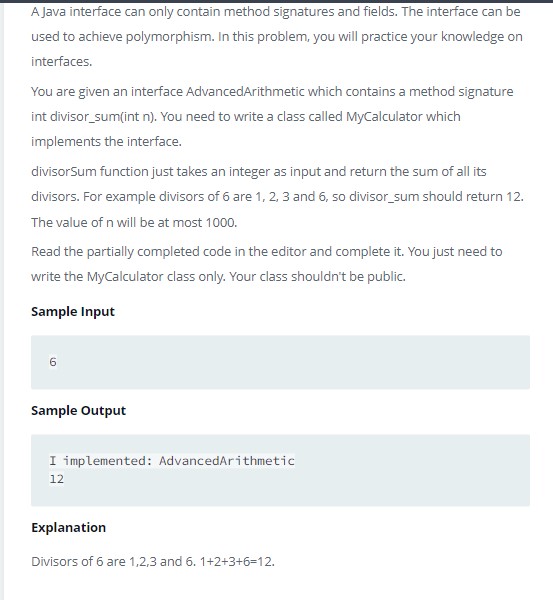 A Java interface can only contain method signatures and fields. The interface can be
used to achieve polymorphism. In this problem, you will practice your knowledge on
interfaces.
You are given an interface AdvancedArithmetic which contains a method signature
int divisor_sum(int n). You need to write a class called MyCalculator which
implements the interface.
divisorSum function just takes an integer as input and return the sum of all its
divisors. For example divisors of 6 are 1, 2, 3 and 6, so divisor_sum should return 12.
The value of n will be at most 1000.
Read the partially completed code in the editor and complete it. You just need to
write the MyCalculator class only. Your class shouldn't be public.
Sample Input
6
Sample Output
I implemented: AdvancedArithmetic
12
Explanation
Divisors of 6 are 1,2,3 and 6. 1+2+3+6=12.